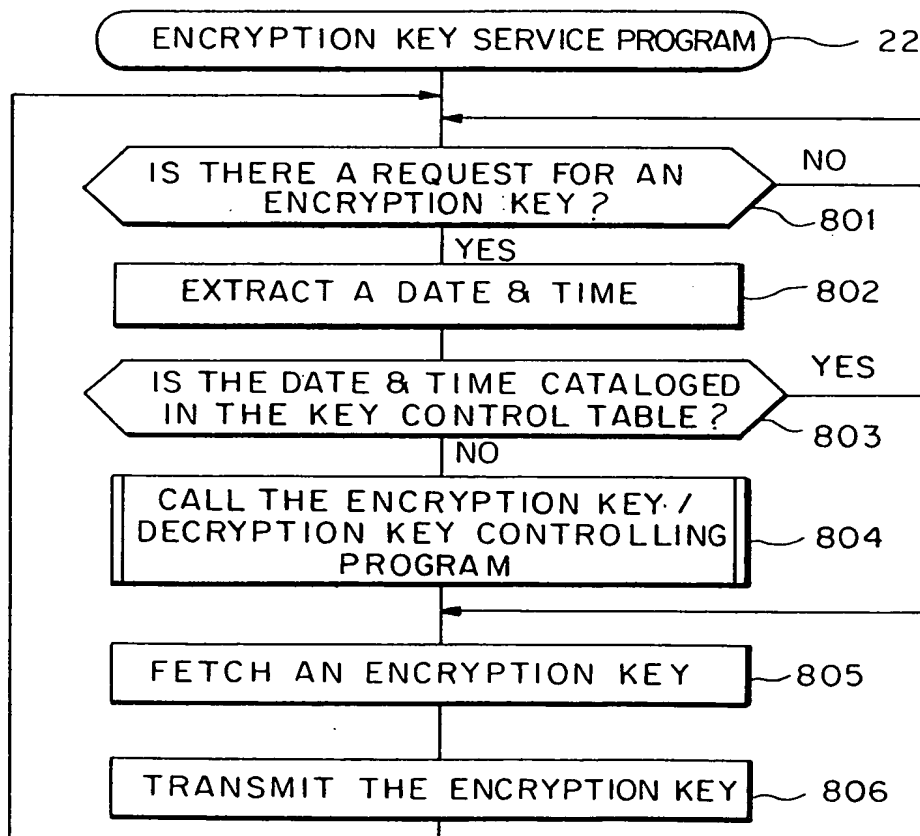 ENCRYPTION KEY SERVICE PROGRAM
22
IS THERE A REQUEST FOR AN
ENCRYPTION KEY?
NO
801
YES
EXTRACT A DATE & TIME
802
IS THE DATE & TIME CATALOGED
IN THE KEY CONTROL TABLE?
YES
803
NO
CALL THE ENCRYPTION KEY /
DECRYPTION KEY CONTROLLING
PROGRAM
804
FETCH AN ENCRYPTION KEY
805
TRANSMIT THE ENCRYPTION KEY
806